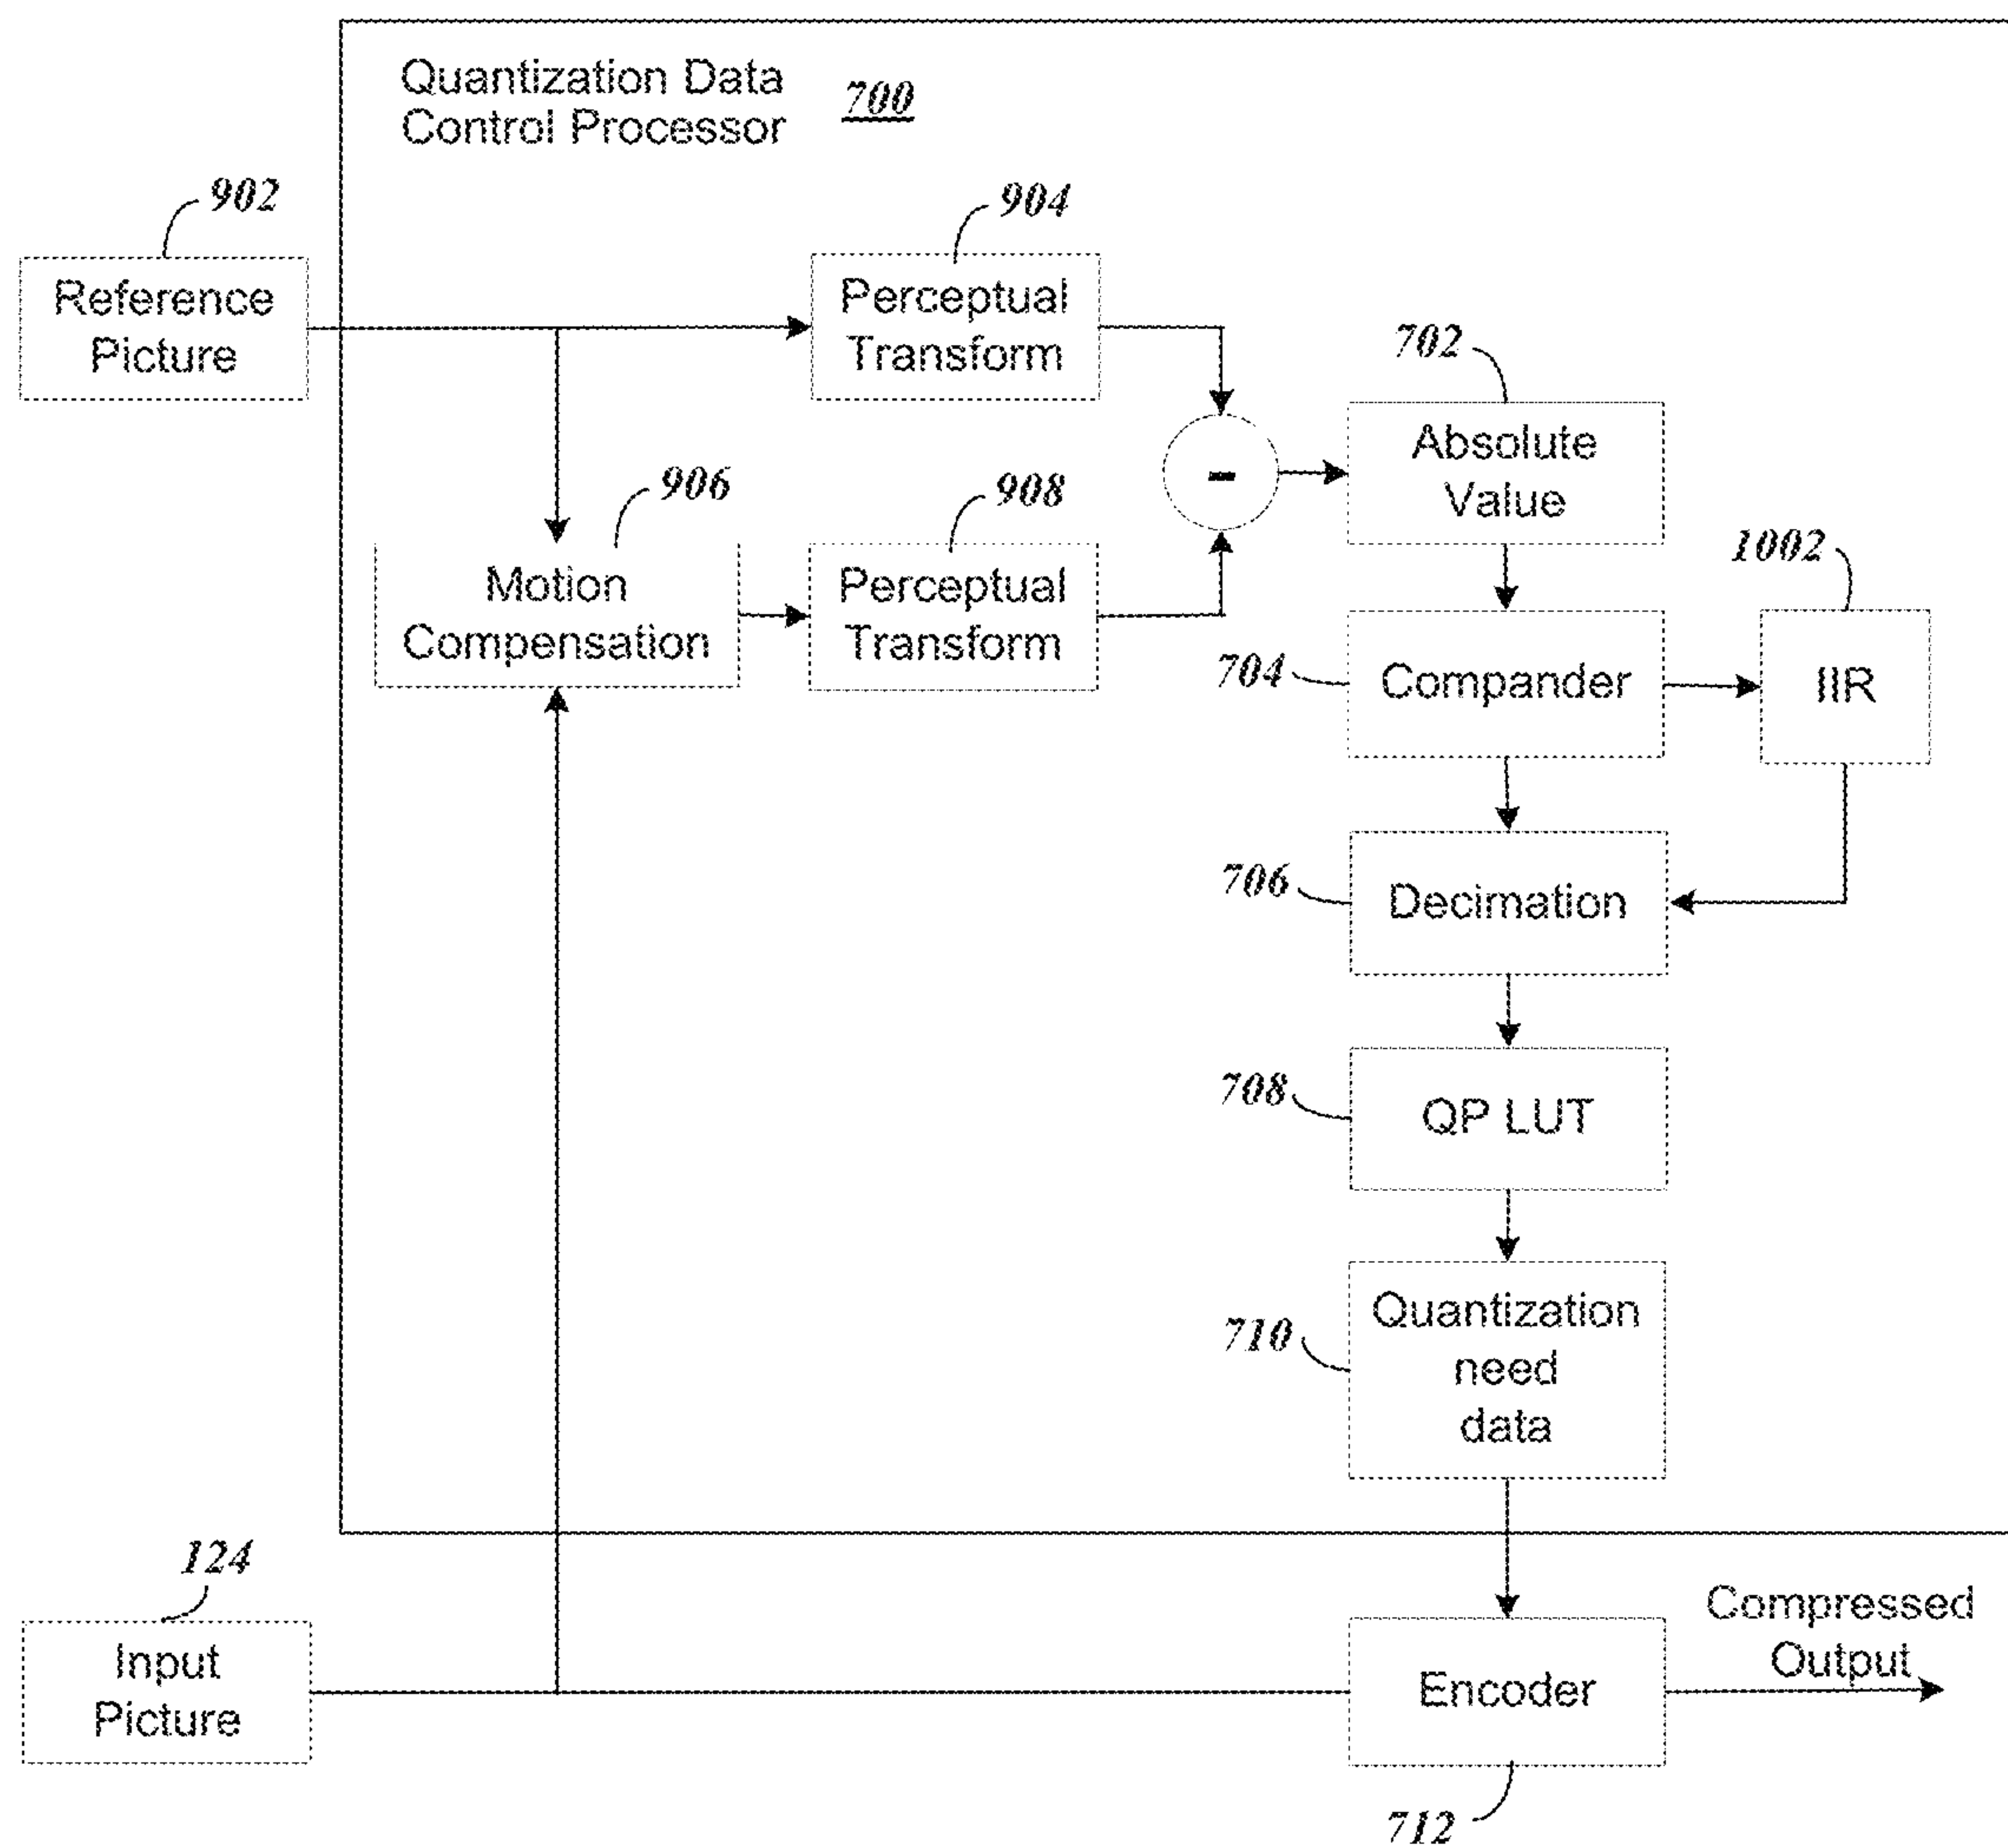 Quantization Data
Control Processor
700
902
Reference
Picture
904
Perceptual
Transform
702
Absolute
Value
-
906
Motion
Compensation
908
Perceptual
Transform
1002
IIR
704
Compander
706
Decimation
708
QP LUT
710
Quantization
need
data
124
Input
Picture
Encoder
712
Compressed
Output